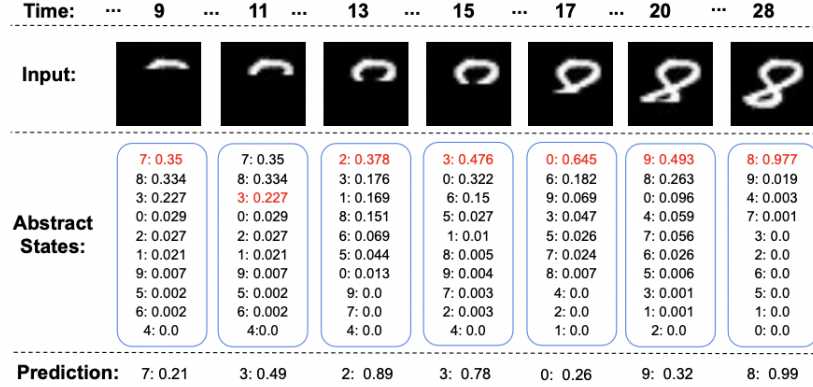 Time: ... 9 ... 11 ... 13 ... 15 ... 17 ... 20 ... 28
Input:
Abstract States:
7: 0.35 7: 0.35 2: 0.378 3: 0.476 0: 0.645 9: 0.493 8: 0.977
8: 0.334 8: 0.334 3: 0.176 0: 0.322 6: 0.182 8: 0.263 9: 0.019
3: 0.227 3: 0.227 1: 0.169 6: 0.15 9: 0.069 0: 0.096 4: 0.003
0: 0.029 0: 0.029 8: 0.151 5: 0.027 3: 0.047 4: 0.059 7: 0.001
2: 0.027 2: 0.027 6: 0.069 1: 0.01 5: 0.026 7: 0.056 3: 0.0
1: 0.021 1: 0.021 5: 0.044 8: 0.005 7: 0.024 6: 0.026 2: 0.0
9: 0.007 9: 0.007 0: 0.013 9: 0.004 8: 0.007 5: 0.006 6: 0.0
5: 0.002 5: 0.002 9: 0.0 7: 0.003 4: 0.0 3: 0.001 5: 0.0
6: 0.002 6: 0.002 7: 0.0 2: 0.003 2: 0.0 1: 0.001 1: 0.0
4: 0.0 4:0.0 4: 0.0 4: 0.0 1: 0.0 2: 0.0 0: 0.0
Prediction: 7: 0.21 3: 0.49 2: 0.89 3: 0.78 0: 0.26 9: 0.32 8: 0.99